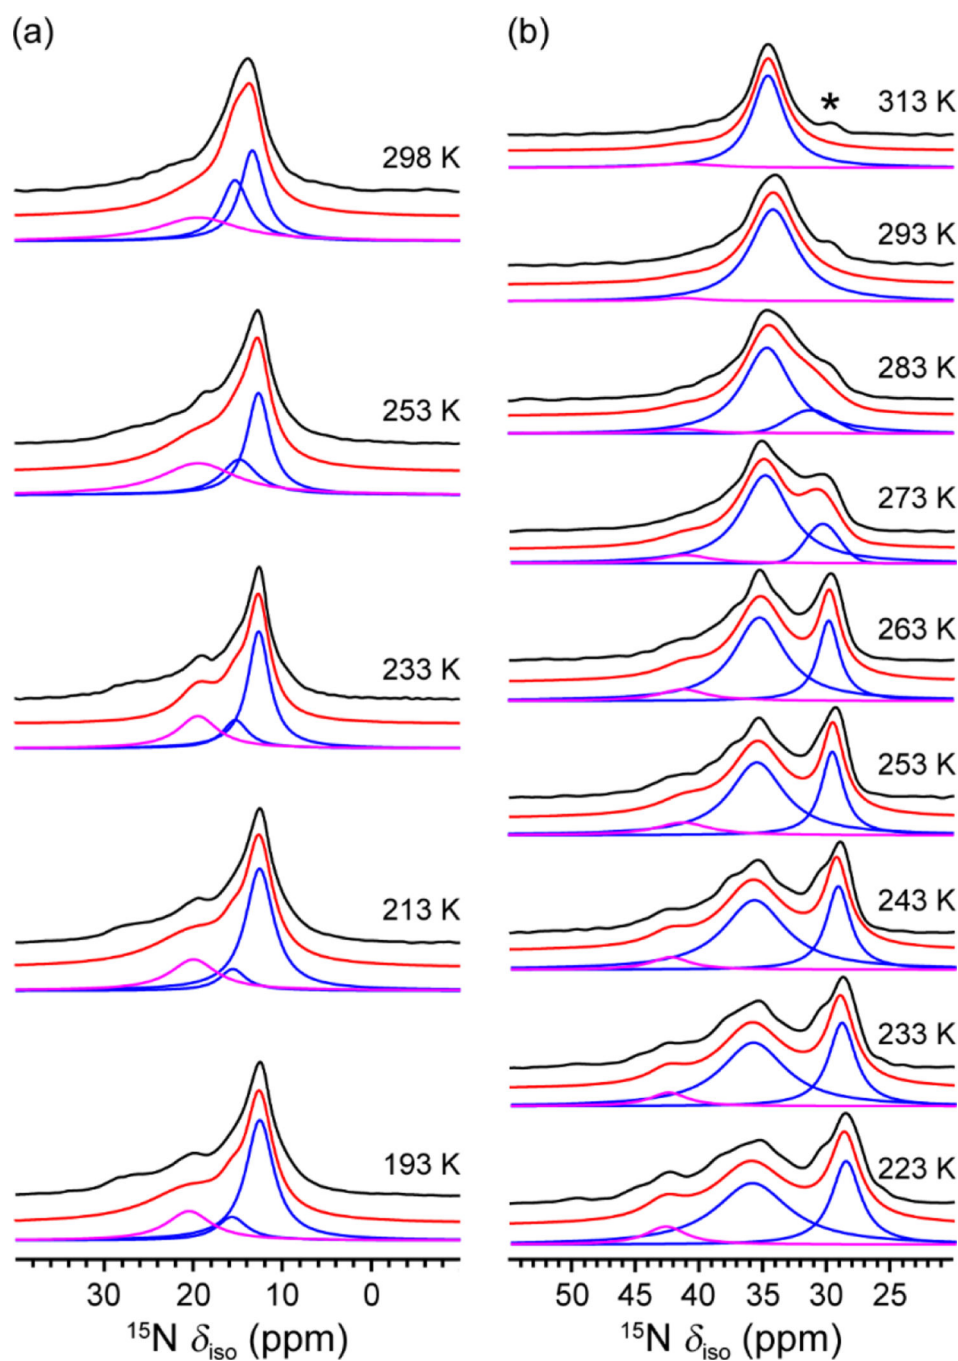 (a)
298 K
253 K
233 K
213 K
193 K
30 20 10 0
¹⁵N δiso (ppm)
(b)
*
313 K
293 K
283 K
273 K
263 K
253 K
243 K
233 K
223 K
50 45 40 35 30 25
¹⁵N δiso (ppm)